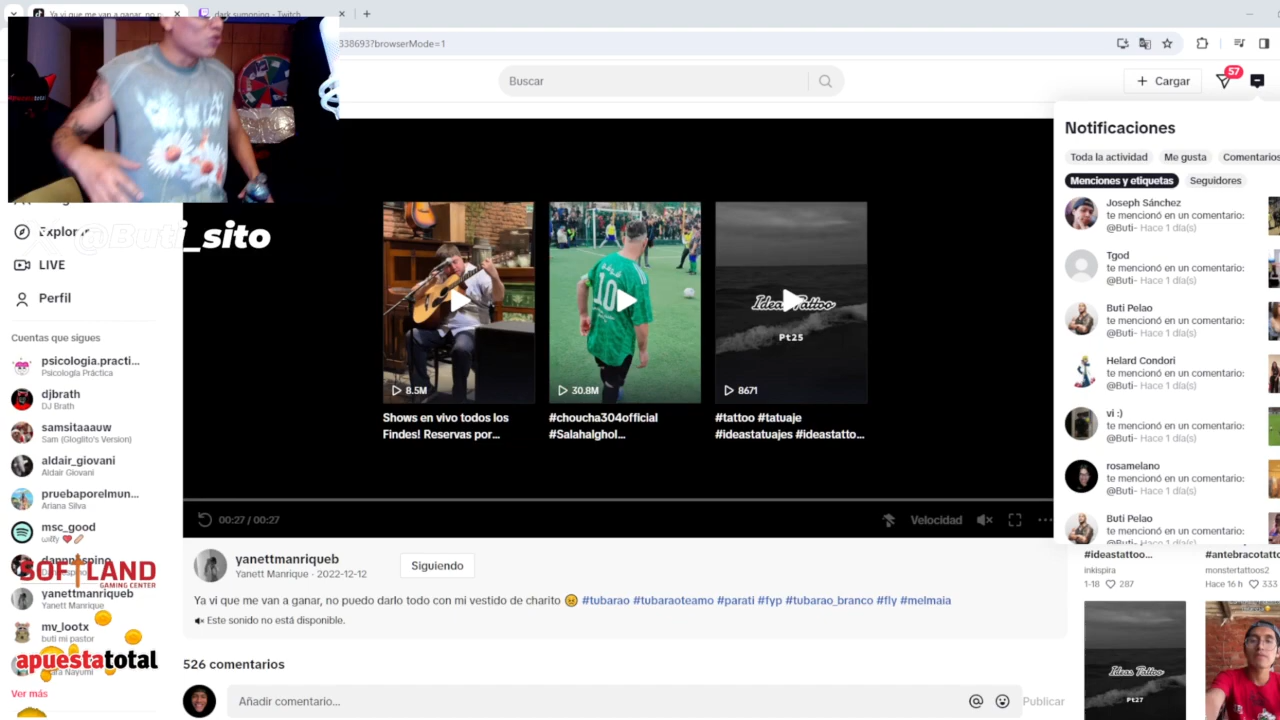 Ya vi que me van a ganar, no p
dark sumoning - Twitch
338693?browserMode=1
Buscar
Cargar
57
Notificaciones
Toda la actividad
Me gusta
Comentarios
Menciones y etiquetas
Seguidores
Joseph Sánchez
te mencionó en un comentario:
@Buti- Hace 1 día(s)
Tgod
te mencionó en un comentario:
@Buti- Hace 1 día(s)
Buti Pelao
te mencionó en un comentario:
@Buti- Hace 1 día(s)
Helard Condori
te mencionó en un comentario:
@Buti- Hace 1 día(s)
vi :)
te mencionó en un comentario:
@Buti- Hace 1 día(s)
rosamelano
te mencionó en un comentario:
@Buti- Hace 1 día(s)
Buti Pelao
te mencionó en un comentario:
@Buti- Hace 1 día(s)
Explorar
@Buti_sito
LIVE
Perfil
Cuentas que sigues
psicologia.practi...
Psicología Práctica
djbrath
DJ Brath
samsitaaauw
Sam (Gloglito's Version)
aldair_giovani
Aldair Giovani
pruebaporelmun...
Ariana Silva
msc_good
SOFTLAND
GAMING CENTER
yanettmanriqueb
Yanett Manrique
mv_lootx
buti mi pastor
apuestatotal
Nayumi
Ver más
10
Ideas Tattoo
Pt25
8.5M
30.8M
8671
Shows en vivo todos los
Findes! Reservas por...
#choucha304official
#Salahalghol...
#tattoo #tatuaje
#ideastatuajes #ideastatto...
00:27 / 00:27
Velocidad
yanettmanriqueb
Yanett Manrique · 2022-12-12
Siguiendo
Ya vi que me van a ganar, no puedo darlo todo con mi vestido de charito 😠 #tubarao #tubaraoteamo #parati #fyp #tubarao_branco #fly #melmaia
Este sonido no está disponible.
526 comentarios
Añadir comentario...
Publicar
#ideastattoo...
inkispira
1-18 287
#antebracotatto...
monstertattoos2
Hace 16 h 333
Ideas Tattoo
Pt27